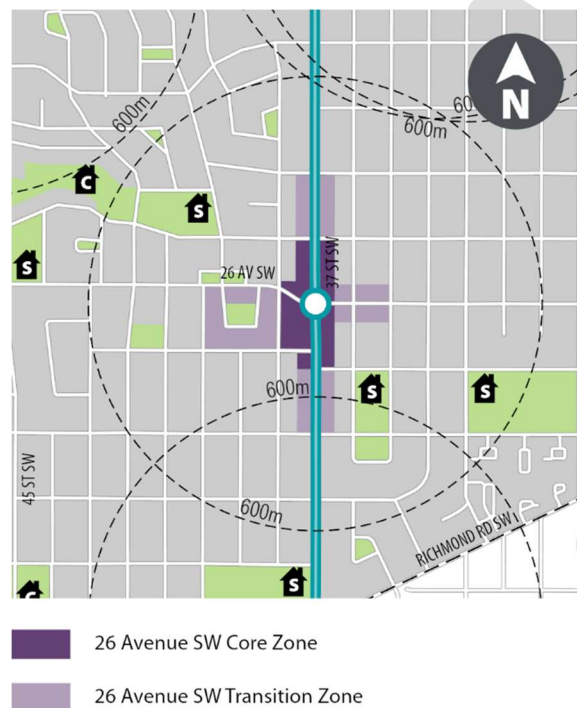 600m
600m
60
N
C
S
S
26 AV SW
37 ST SW
600m
S
S
45 ST SW
600m
RICHMOND RD SW
S
26 Avenue SW Core Zone
26 Avenue SW Transition Zone